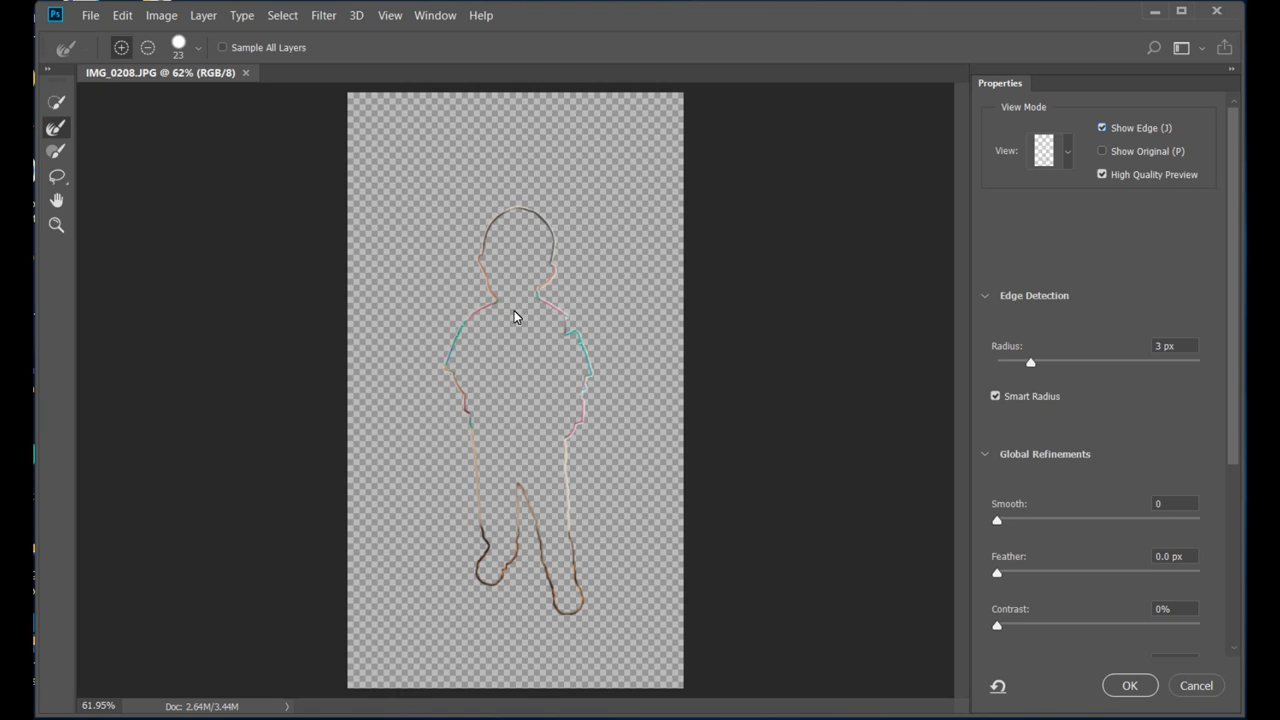 Ps File Edit Image Layer Type Select Filter 3D View Window Help
23 Sample All Layers
IMG_0208.JPG @ 62% (RGB/8) ×
Properties
View Mode
View:
Show Edge (J)
Show Original (P)
High Quality Preview
Edge Detection
Radius: 3 px
Smart Radius
Global Refinements
Smooth: 0
Feather: 0.0 px
Contrast: 0%
OK Cancel
61.95% Doc: 2.64M/3.44M